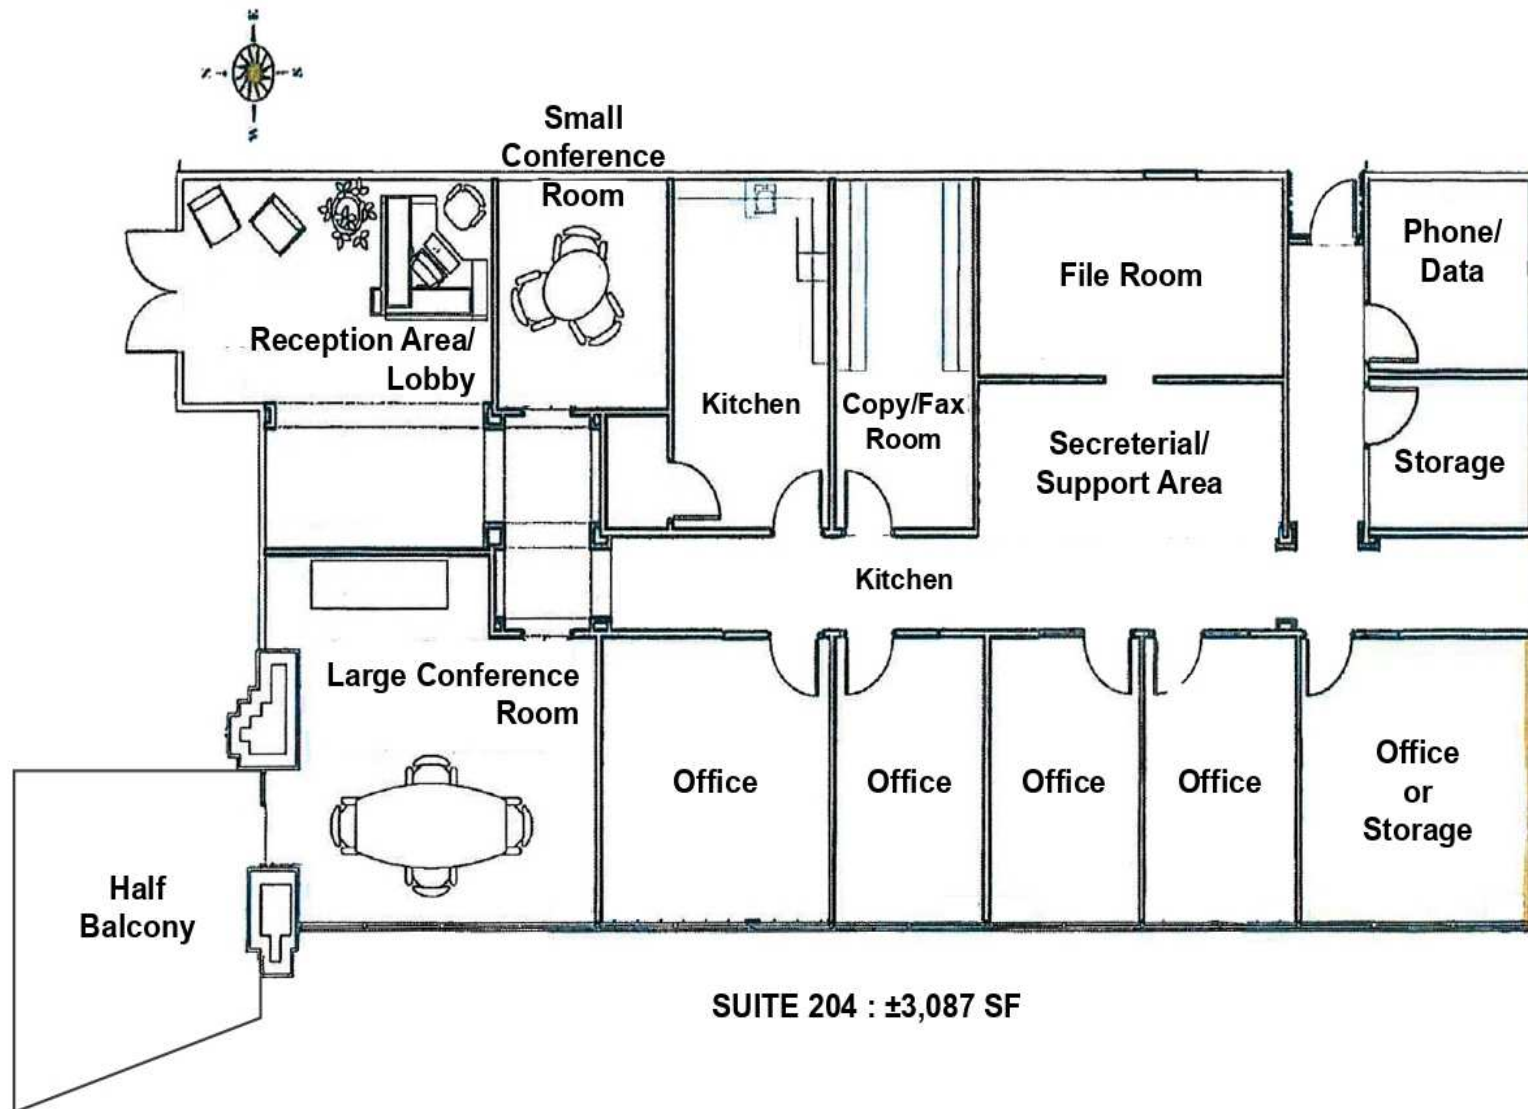 Small
Conference
Room
Reception Area/
Lobby
Kitchen
Copy/Fax
Room
File Room
Secreterial/
Support Area
Phone/
Data
Storage
Kitchen
Large Conference
Room
Office
Office
Office
Office
Office
or
Storage
Half
Balcony
SUITE 204 : ±3,087 SF